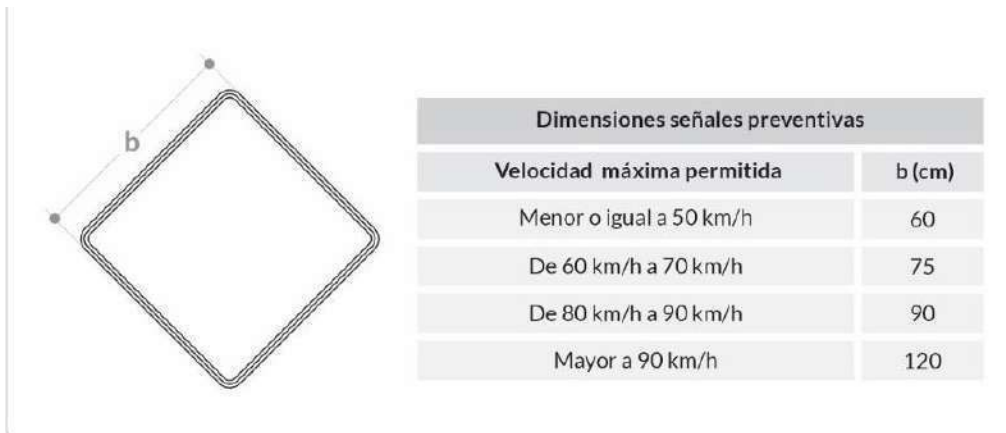 b
Dimensiones señales preventivas
Velocidad máxima permitida b (cm)
Menor o igual a 50 km/h 60
De 60 km/h a 70 km/h 75
De 80 km/h a 90 km/h 90
Mayor a 90 km/h 120